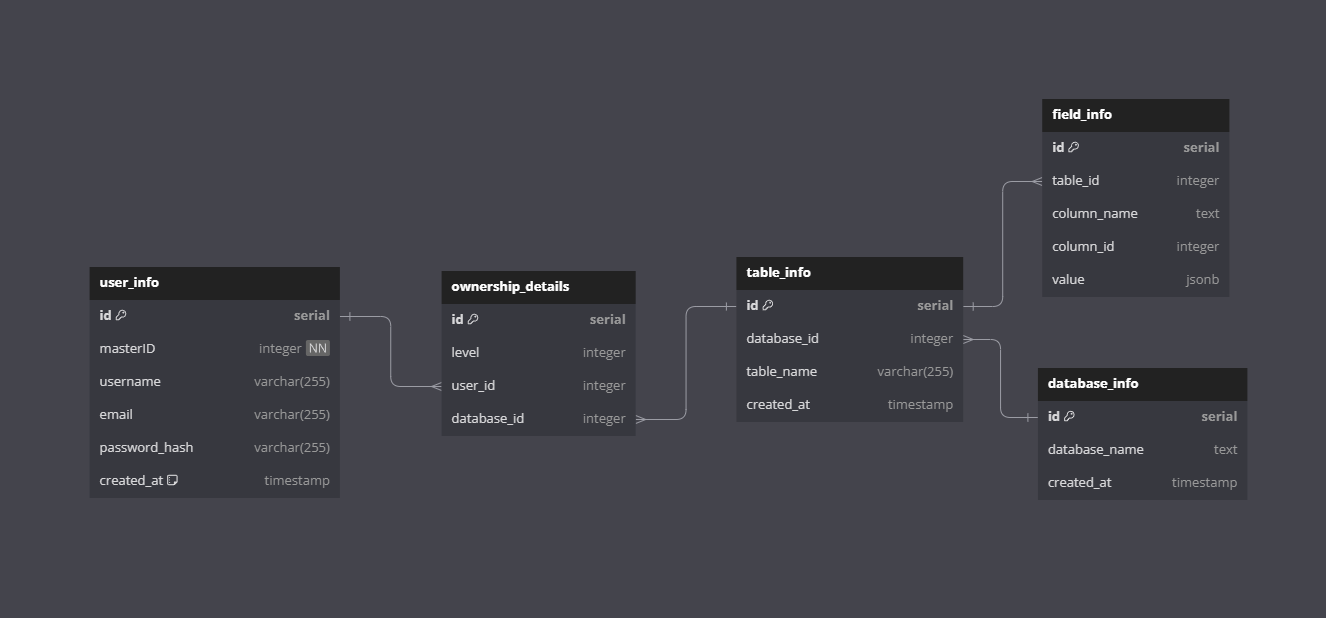 user_info
id serial
masterID integer NN
username varchar(255)
email varchar(255)
password_hash varchar(255)
created_at timestamp
ownership_details
id serial
level integer
user_id integer
database_id integer
table_info
id serial
database_id integer
table_name varchar(255)
created_at timestamp
field_info
id serial
table_id integer
column_name text
column_id integer
value jsonb
database_info
id serial
database_name text
created_at timestamp